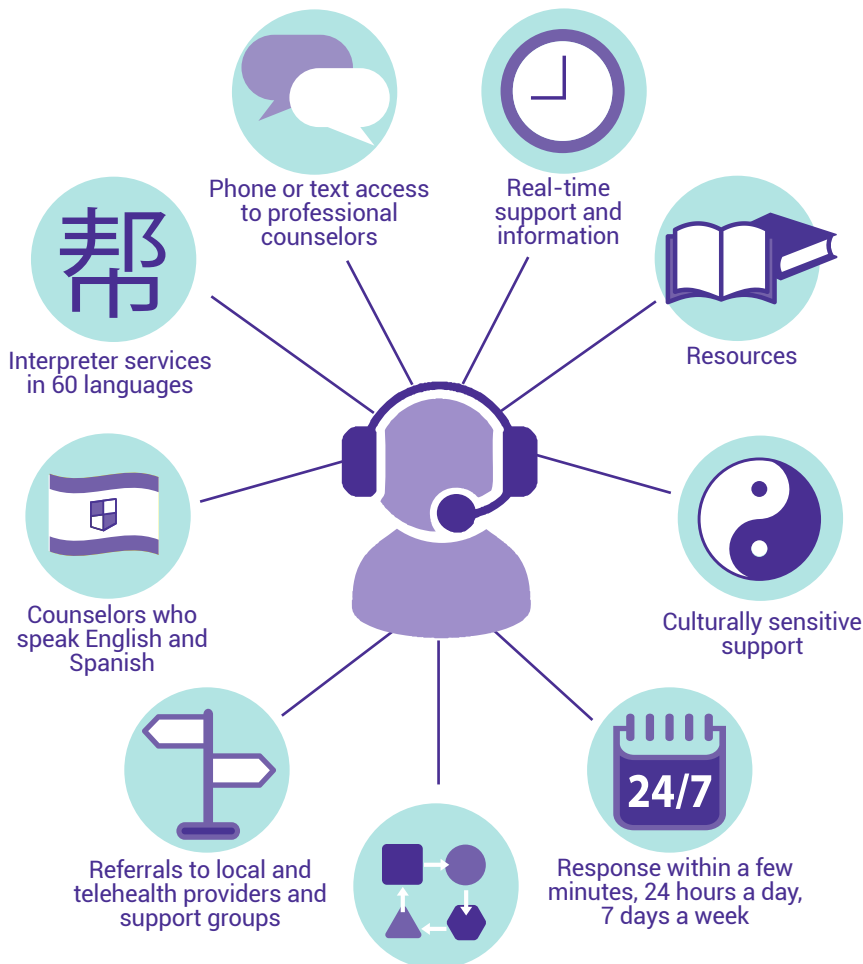 Phone or text access
to professional
counselors
Real-time
support and
information
帮
Interpreter services
in 60 languages
Resources
Counselors who
speak English and
Spanish
Culturally sensitive
support
24/7
Referrals to local and
telehealth providers and
support groups
Response within a few
minutes, 24 hours a day,
7 days a week